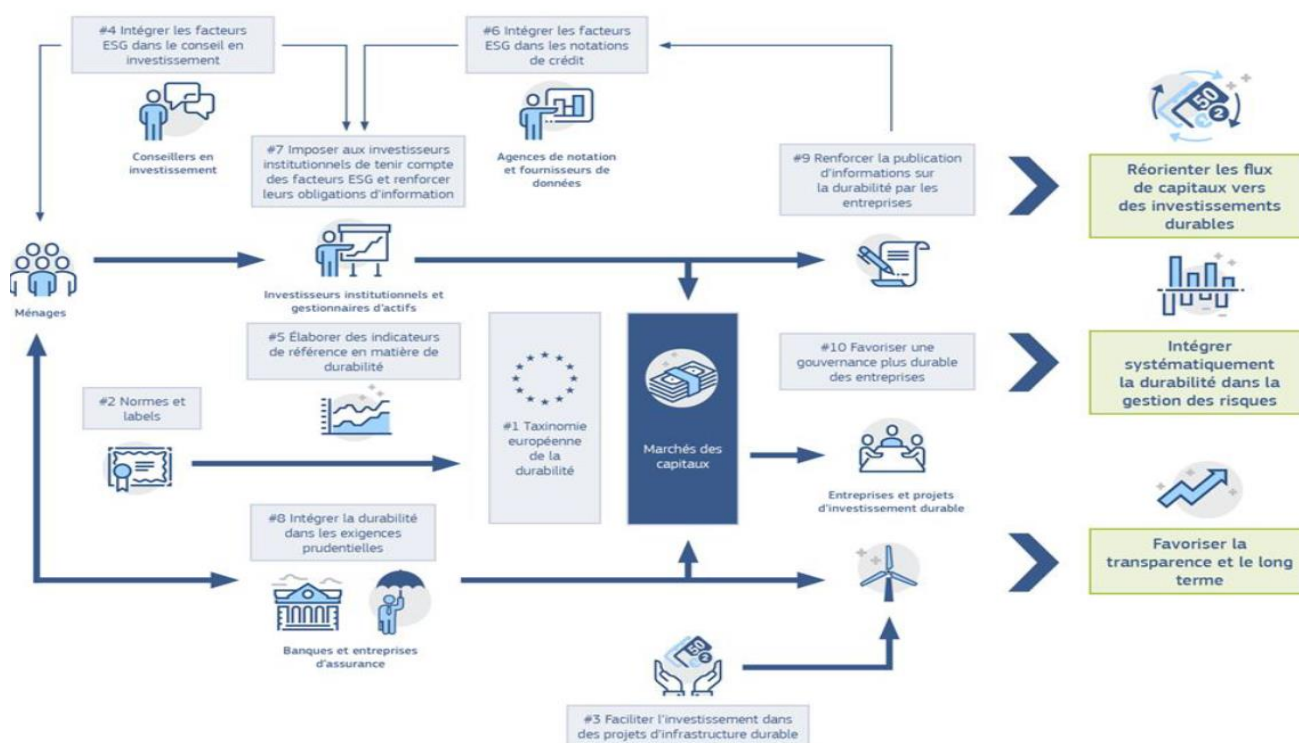 #4 Intégrer les facteurs
ESG dans le conseil en
investissement
Conseillers en
investissement
#6 Intégrer les facteurs
ESG dans les notations
de crédit
Agences de notation
et fournisseurs de
données
#7 Imposer aux investisseurs
institutionnels de tenir compte
des facteurs ESG et renforcer
leurs obligations d'information
#9 Renforcer la publication
d'informations sur
la durabilité par les
entreprises
50
2
Réorienter les flux
de capitaux vers
des investissements
durables
Ménages
Investisseurs institutionnels et
gestionnaires d'actifs
#5 Élaborer des indicateurs
de référence en matière de
durabilité
#2 Normes et
labels
#1 Taxinomie
européenne
de la
durabilité
Marchés des
capitaux
#10 Favoriser une
gouvernance plus durable
des entreprises
Entreprises et projets
d'investissement durable
Intégrer
systématiquement
la durabilité dans la
gestion des risques
#8 Intégrer la durabilité
dans les exigences
prudentielles
Banques et entreprises
d'assurance
Favoriser la
transparence et le long
terme
50
2
#3 Faciliter l'investissement dans
des projets d'infrastructure durable